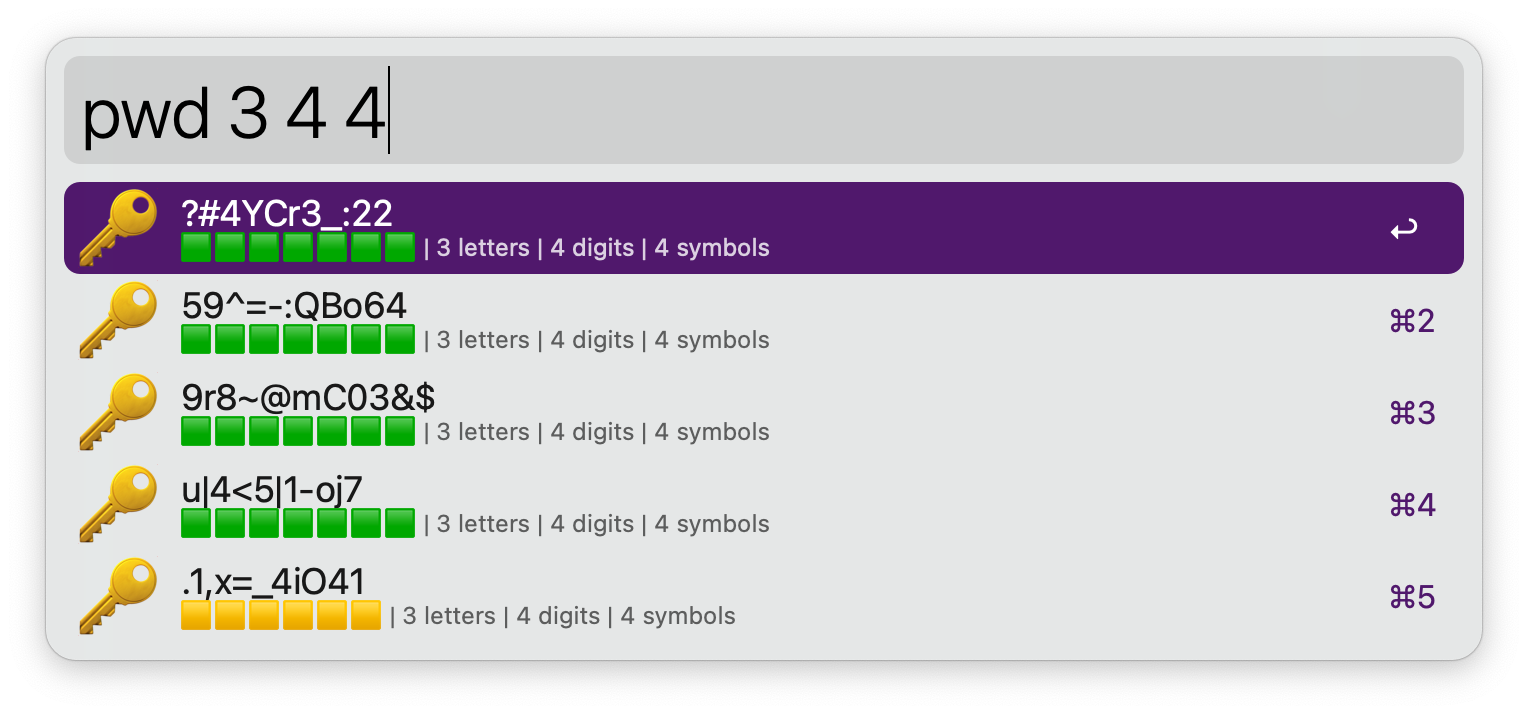 pwd 3 4 4
?#4YCr3_:22
| 3 letters | 4 digits | 4 symbols
59^=-:QBo64
| 3 letters | 4 digits | 4 symbols
⌘2
9r8~@mC03&$
| 3 letters | 4 digits | 4 symbols
⌘3
u|4<5|1-oj7
| 3 letters | 4 digits | 4 symbols
⌘4
.1,x=_4iO41
| 3 letters | 4 digits | 4 symbols
⌘5